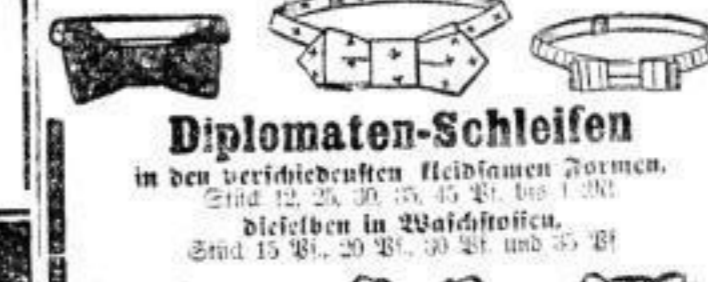 Diplomaten-Schleifen
in den verschiedensten kleidsamen Formen,
Stück 12, 25, 30, 35, 45 Pf. bis 1 Mk.
dieselben in Waschstoffen,
Stück 15 Pf., 20 Pf., 30 Pf. und 35 Pf.